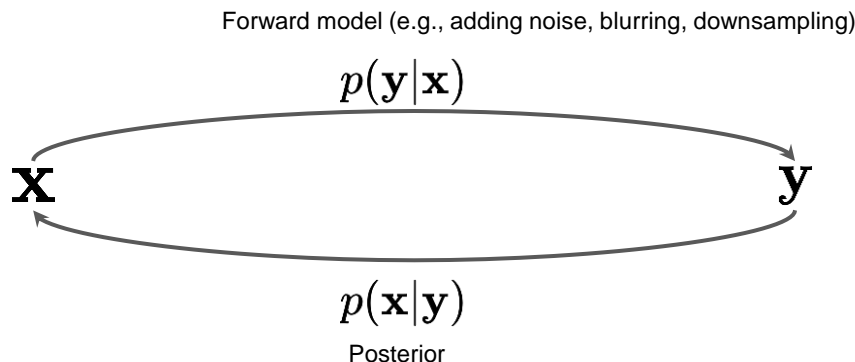 Forward model (e.g., adding noise, blurring, downsampling)
p(y|x)
x
y
p(x|y)
Posterior